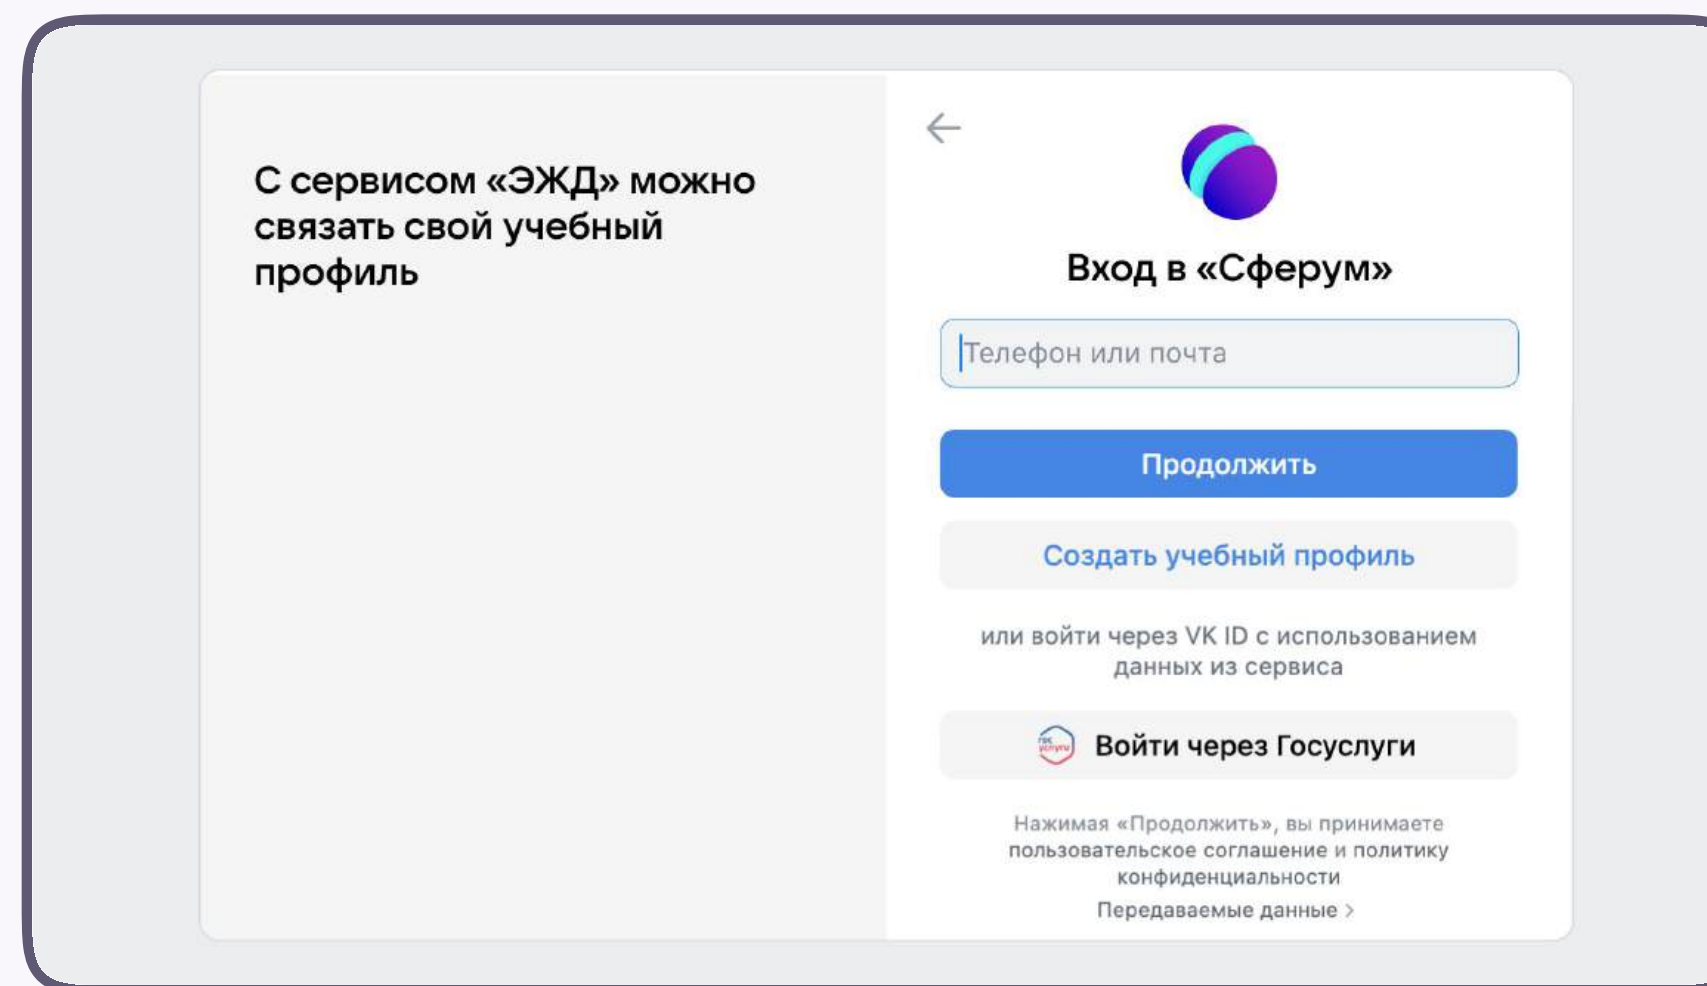 С сервисом «ЭЖД» можно
связать свой учебный
профиль
Вход в «Сферум»
Телефон или почта
Продолжить
Создать учебный профиль
или войти через VK ID с использованием
данных из сервиса
гос
услуги
Войти через Госуслуги
Нажимая «Продолжить», вы принимаете
пользовательское соглашение и политику
конфиденциальности
Передаваемые данные >